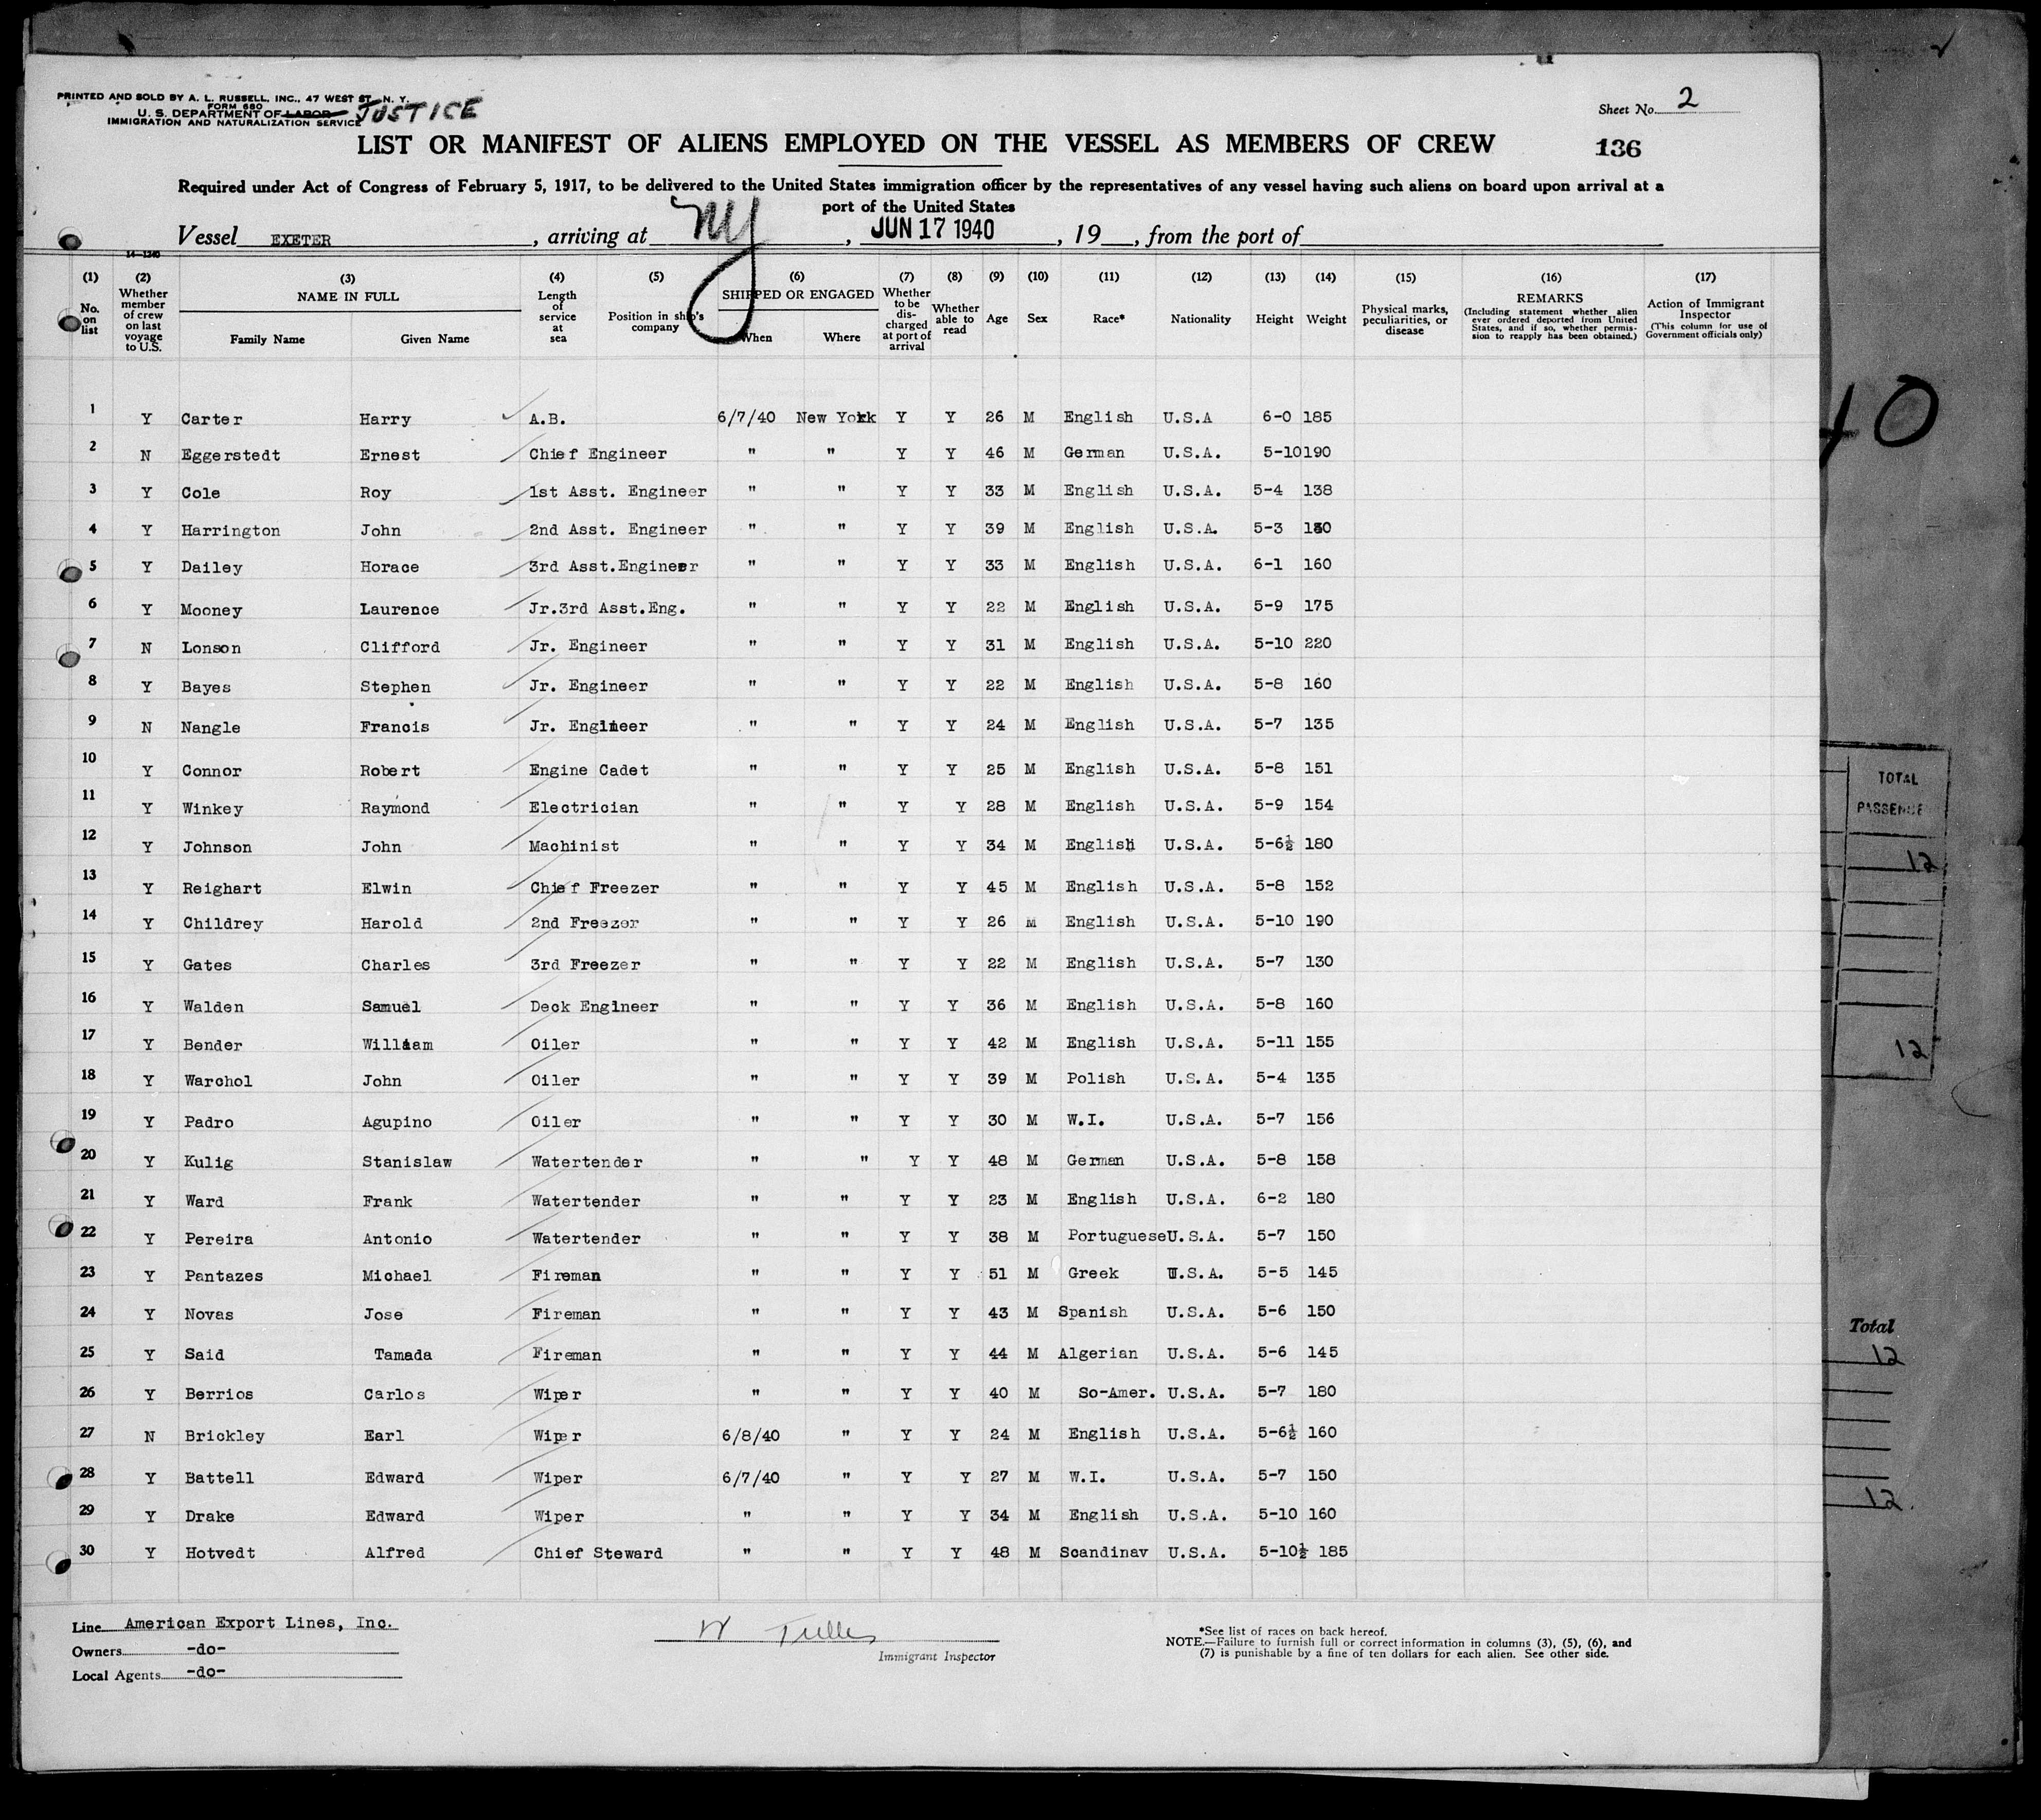 PRINTED AND SOLD BY A. L. RUSSELL, INC., 47 WEST ST., N. Y.
FORM 680
U. S. DEPARTMENT OF LABOR JUSTICE
IMMIGRATION AND NATURALIZATION SERVICE
Sheet No. 2
LIST OR MANIFEST OF ALIENS EMPLOYED ON THE VESSEL AS MEMBERS OF CREW
136
Required under Act of Congress of February 5, 1917, to be delivered to the United States immigration officer by the representatives of any vessel having such aliens on board upon arrival at a
port of the United States
Vessel EXETER, arriving at NY, JUN 17 1940, 19 , from the port of
14-1240
(1) (2) (3) (4) (5) (6) (7) (8) (9) (10) (11) (12) (13) (14) (15) (16) (17)
No. on list
Whether member of crew on last voyage to U.S.
NAME IN FULL
Family Name Given Name
Length of service at sea
Position in ship's company
SHIPPED OR ENGAGED
When Where
Whether to be discharged at port of arrival
Whether able to read
Age Sex Race* Nationality Height Weight
Physical marks, peculiarities, or disease
REMARKS
(Including statement whether alien ever ordered deported from United States, and if so, whether permission to reapply has been obtained.)
Action of Immigrant Inspector
(This column for use of Government officials only)
1 Y Carter Harry A.B. 6/7/40 New York Y Y 26 M English U.S.A 6-0 185
2 N Eggerstedt Ernest Chief Engineer " " Y Y 46 M German U.S.A. 5-10 190
3 Y Cole Roy 1st Asst. Engineer " " Y Y 33 M English U.S.A. 5-4 138
4 Y Harrington John 2nd Asst. Engineer " " Y Y 39 M English U.S.A. 5-3
5 Y Dailey Horace 3rd Asst.Engineer " " Y Y 33 M English U.S.A. 6-1 160
6 Y Mooney Laurence Jr.3rd Asst.Eng. " " Y Y 22 M English U.S.A. 5-9 175
7 N Lonson Clifford Jr. Engineer " " Y Y 31 M English U.S.A. 5-10 220
8 Y Bayes Stephen Jr. Engineer " " Y Y 22 M English U.S.A. 5-8 160
9 N Nangle Francis Jr. Engineer " " Y Y 24 M English U.S.A. 5-7 135
10 Y Connor Robert Engine Cadet " " Y Y 25 M English U.S.A. 5-8 151
11 Y Winkey Raymond Electrician " " Y Y 28 M English U.S.A. 5-9 154
12 Y Johnson John Machinist " " Y Y 34 M English U.S.A. 5-6½ 180
13 Y Reighart Elwin Chief Freezer " " Y Y 45 M English U.S.A. 5-8 152
14 Y Childrey Harold 2nd Freezer " " Y Y 26 M English U.S.A. 5-10 190
15 Y Gates Charles 3rd Freezer " " Y Y 22 M English U.S.A. 5-7 130
16 Y Walden Samuel Deck Engineer " " Y Y 36 M English U.S.A. 5-8 160
17 Y Bender William Oiler " " Y Y 42 M English U.S.A. 5-11 155
18 Y Warchol John Oiler " " Y Y 39 M Polish U.S.A. 5-4 135
19 Y Padro Agupino Oiler " " Y Y 30 M W.I. U.S.A. 5-7 156
20 Y Kulig Stanislaw Watertender " " Y Y 48 M German U.S.A. 5-8 158
21 Y Ward Frank Watertender " " Y Y 23 M English U.S.A. 6-2 180
22 Y Pereira Antonio Watertender " " Y Y 38 M Portuguese U.S.A. 5-7 150
23 Y Pantazes Michael Fireman " " Y Y 51 M Greek U.S.A. 5-5 145
24 Y Novas Jose Fireman " " Y Y 43 M Spanish U.S.A. 5-6 150
25 Y Said Tamada Fireman " " Y Y 44 M Algerian U.S.A. 5-6 145
26 Y Berrios Carlos Wiper " " Y Y 40 M So-Amer. U.S.A. 5-7 180
27 N Brickley Earl Wiper 6/8/40 " Y Y 24 M English U.S.A. 5-6½ 160
28 Y Battell Edward Wiper 6/7/40 " Y Y 27 M W.I. U.S.A. 5-7 150
29 Y Drake Edward Wiper " " Y Y 34 M English U.S.A. 5-10 160
30 Y Hotvedt Alfred Chief Steward " " Y Y 48 M Scandinav U.S.A. 5-10½ 185
Line American Export Lines, Inc.
Owners -do-
Local Agents -do-
Immigrant Inspector
*See list of races on back hereof.
NOTE.—Failure to furnish full or correct information in columns (3), (5), (6), and
(7) is punishable by a fine of ten dollars for each alien. See other side.
40
TOTAL
PASSENGE
12
12
Total
12
12.